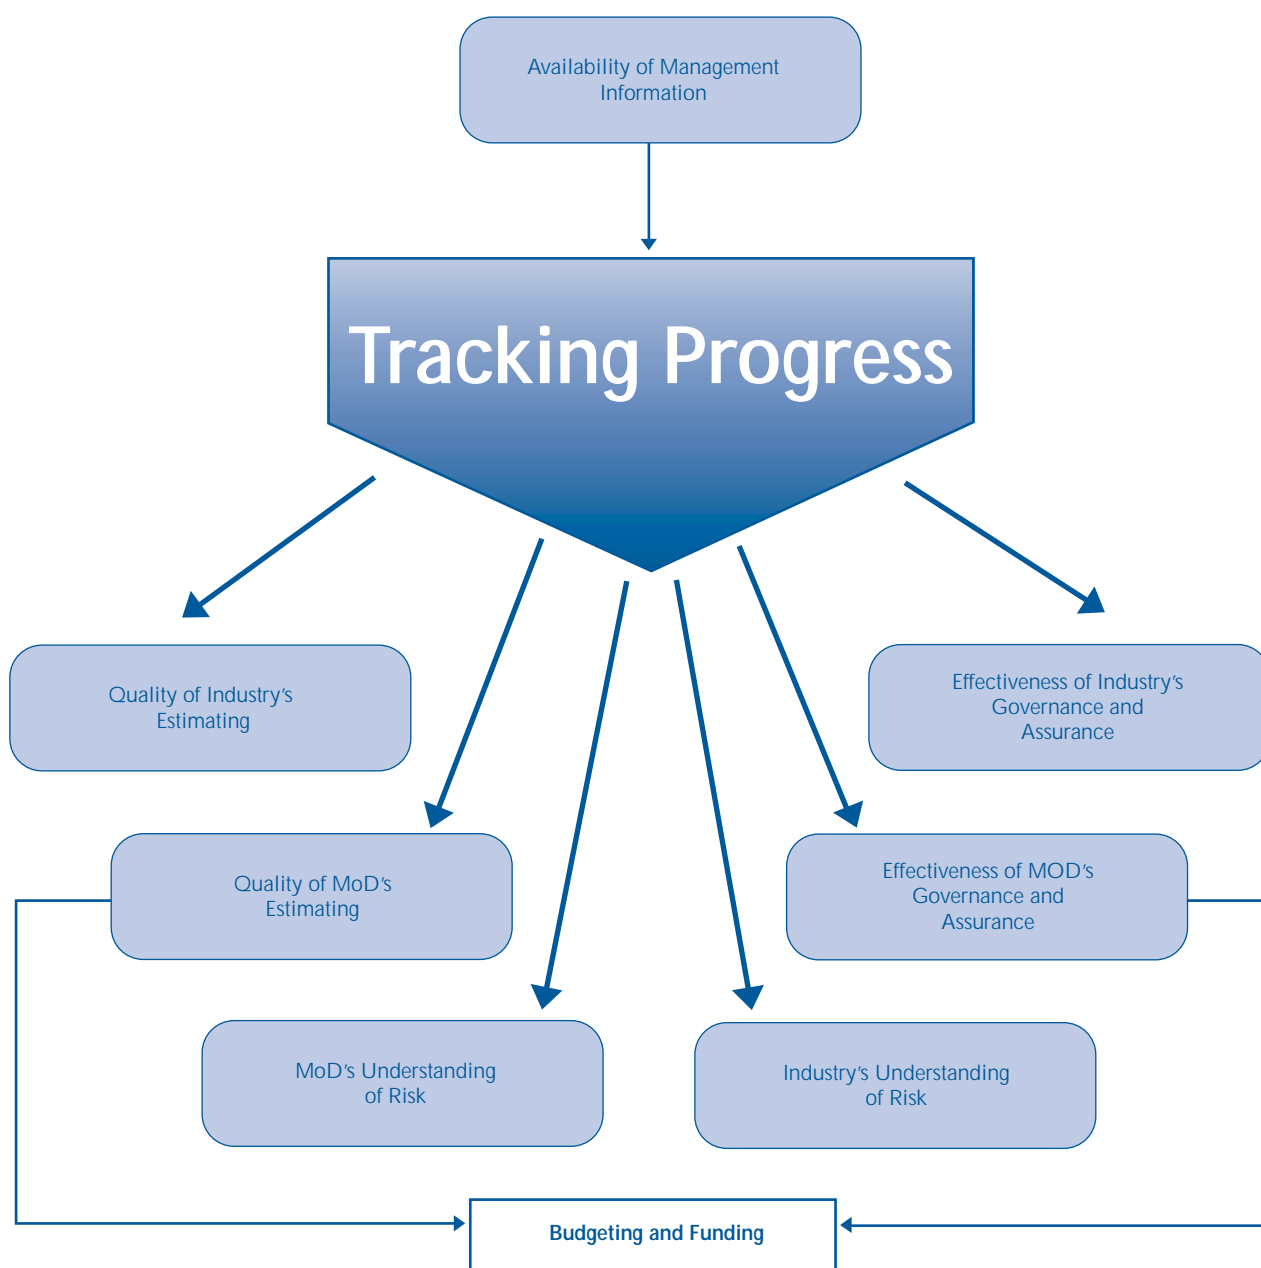 Availability of Management
Information
Tracking Progress
Quality of Industry’s
Estimating
Effectiveness of Industry’s
Governance and
Assurance
Quality of MoD’s
Estimating
Effectiveness of MOD’s
Governance and
Assurance
MoD’s Understanding
of Risk
Industry’s Understanding
of Risk
Budgeting and Funding